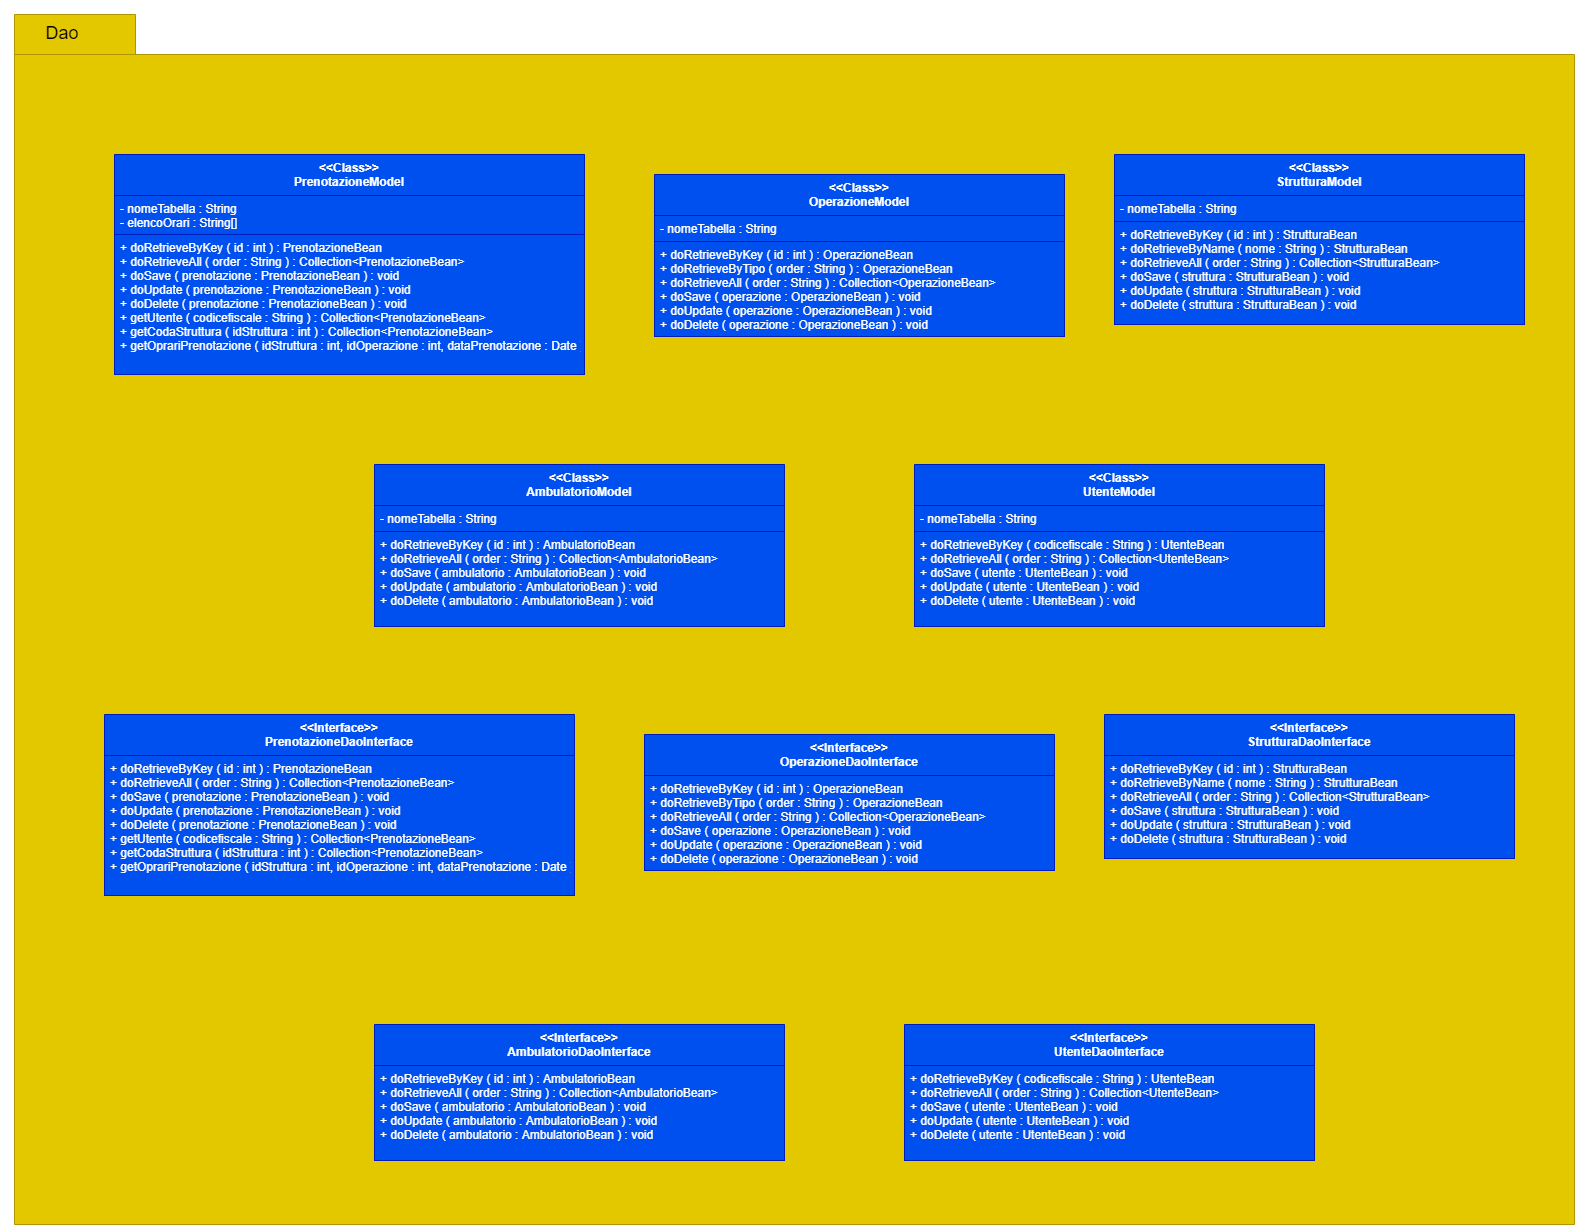 Dao
<<Class>>
PrenotazioneModel
- nomeTabella : String
- elencoOrari : String[]
+ doRetrieveByKey ( id : int ) : PrenotazioneBean
+ doRetrieveAll ( order : String ) : Collection<PrenotazioneBean>
+ doSave ( prenotazione : PrenotazioneBean ) : void
+ doUpdate ( prenotazione : PrenotazioneBean ) : void
+ doDelete ( prenotazione : PrenotazioneBean ) : void
+ getUtente ( codicefiscale : String ) : Collection<PrenotazioneBean>
+ getCodaStruttura ( idStruttura : int ) : Collection<PrenotazioneBean>
+ getOprariPrenotazione ( idStruttura : int, idOperazione : int, dataPrenotazione : Date
<<Class>>
OperazioneModel
- nomeTabella : String
+ doRetrieveByKey ( id : int ) : OperazioneBean
+ doRetrieveByTipo ( order : String ) : OperazioneBean
+ doRetrieveAll ( order : String ) : Collection<OperazioneBean>
+ doSave ( operazione : OperazioneBean ) : void
+ doUpdate ( operazione : OperazioneBean ) : void
+ doDelete ( operazione : OperazioneBean ) : void
<<Class>>
StrutturaModel
- nomeTabella : String
+ doRetrieveByKey ( id : int ) : StrutturaBean
+ doRetrieveByName ( nome : String ) : StrutturaBean
+ doRetrieveAll ( order : String ) : Collection<StrutturaBean>
+ doSave ( struttura : StrutturaBean ) : void
+ doUpdate ( struttura : StrutturaBean ) : void
+ doDelete ( struttura : StrutturaBean ) : void
<<Class>>
AmbulatorioModel
- nomeTabella : String
+ doRetrieveByKey ( id : int ) : AmbulatorioBean
+ doRetrieveAll ( order : String ) : Collection<AmbulatorioBean>
+ doSave ( ambulatorio : AmbulatorioBean ) : void
+ doUpdate ( ambulatorio : AmbulatorioBean ) : void
+ doDelete ( ambulatorio : AmbulatorioBean ) : void
<<Class>>
UtenteModel
- nomeTabella : String
+ doRetrieveByKey ( codicefiscale : String ) : UtenteBean
+ doRetrieveAll ( order : String ) : Collection<UtenteBean>
+ doSave ( utente : UtenteBean ) : void
+ doUpdate ( utente : UtenteBean ) : void
+ doDelete ( utente : UtenteBean ) : void
<<Interface>>
PrenotazioneDaoInterface
+ doRetrieveByKey ( id : int ) : PrenotazioneBean
+ doRetrieveAll ( order : String ) : Collection<PrenotazioneBean>
+ doSave ( prenotazione : PrenotazioneBean ) : void
+ doUpdate ( prenotazione : PrenotazioneBean ) : void
+ doDelete ( prenotazione : PrenotazioneBean ) : void
+ getUtente ( codicefiscale : String ) : Collection<PrenotazioneBean>
+ getCodaStruttura ( idStruttura : int ) : Collection<PrenotazioneBean>
+ getOprariPrenotazione ( idStruttura : int, idOperazione : int, dataPrenotazione : Date
<<Interface>>
OperazioneDaoInterface
+ doRetrieveByKey ( id : int ) : OperazioneBean
+ doRetrieveByTipo ( order : String ) : OperazioneBean
+ doRetrieveAll ( order : String ) : Collection<OperazioneBean>
+ doSave ( operazione : OperazioneBean ) : void
+ doUpdate ( operazione : OperazioneBean ) : void
+ doDelete ( operazione : OperazioneBean ) : void
<<Interface>>
StrutturaDaoInterface
+ doRetrieveByKey ( id : int ) : StrutturaBean
+ doRetrieveByName ( nome : String ) : StrutturaBean
+ doRetrieveAll ( order : String ) : Collection<StrutturaBean>
+ doSave ( struttura : StrutturaBean ) : void
+ doUpdate ( struttura : StrutturaBean ) : void
+ doDelete ( struttura : StrutturaBean ) : void
<<Interface>>
AmbulatorioDaoInterface
+ doRetrieveByKey ( id : int ) : AmbulatorioBean
+ doRetrieveAll ( order : String ) : Collection<AmbulatorioBean>
+ doSave ( ambulatorio : AmbulatorioBean ) : void
+ doUpdate ( ambulatorio : AmbulatorioBean ) : void
+ doDelete ( ambulatorio : AmbulatorioBean ) : void
<<Interface>>
UtenteDaoInterface
+ doRetrieveByKey ( codicefiscale : String ) : UtenteBean
+ doRetrieveAll ( order : String ) : Collection<UtenteBean>
+ doSave ( utente : UtenteBean ) : void
+ doUpdate ( utente : UtenteBean ) : void
+ doDelete ( utente : UtenteBean ) : void